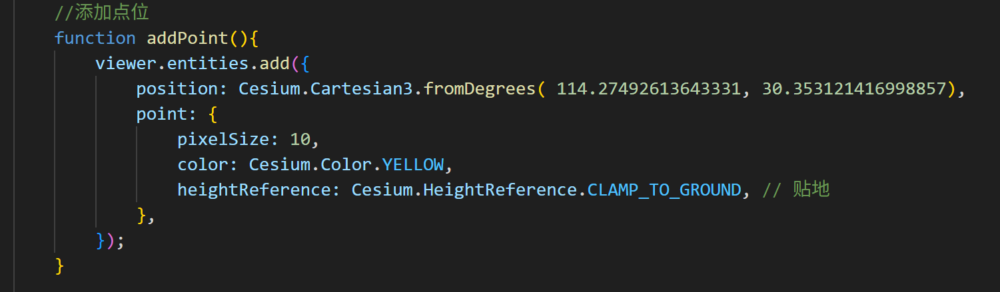 //添加点位
function addPoint(){
viewer.entities.add({
position: Cesium.Cartesian3.fromDegrees( 114.27492613643331, 30.353121416998857),
point: {
pixelSize: 10,
color: Cesium.Color.YELLOW,
heightReference: Cesium.HeightReference.CLAMP_TO_GROUND, // 贴地
},
});
}